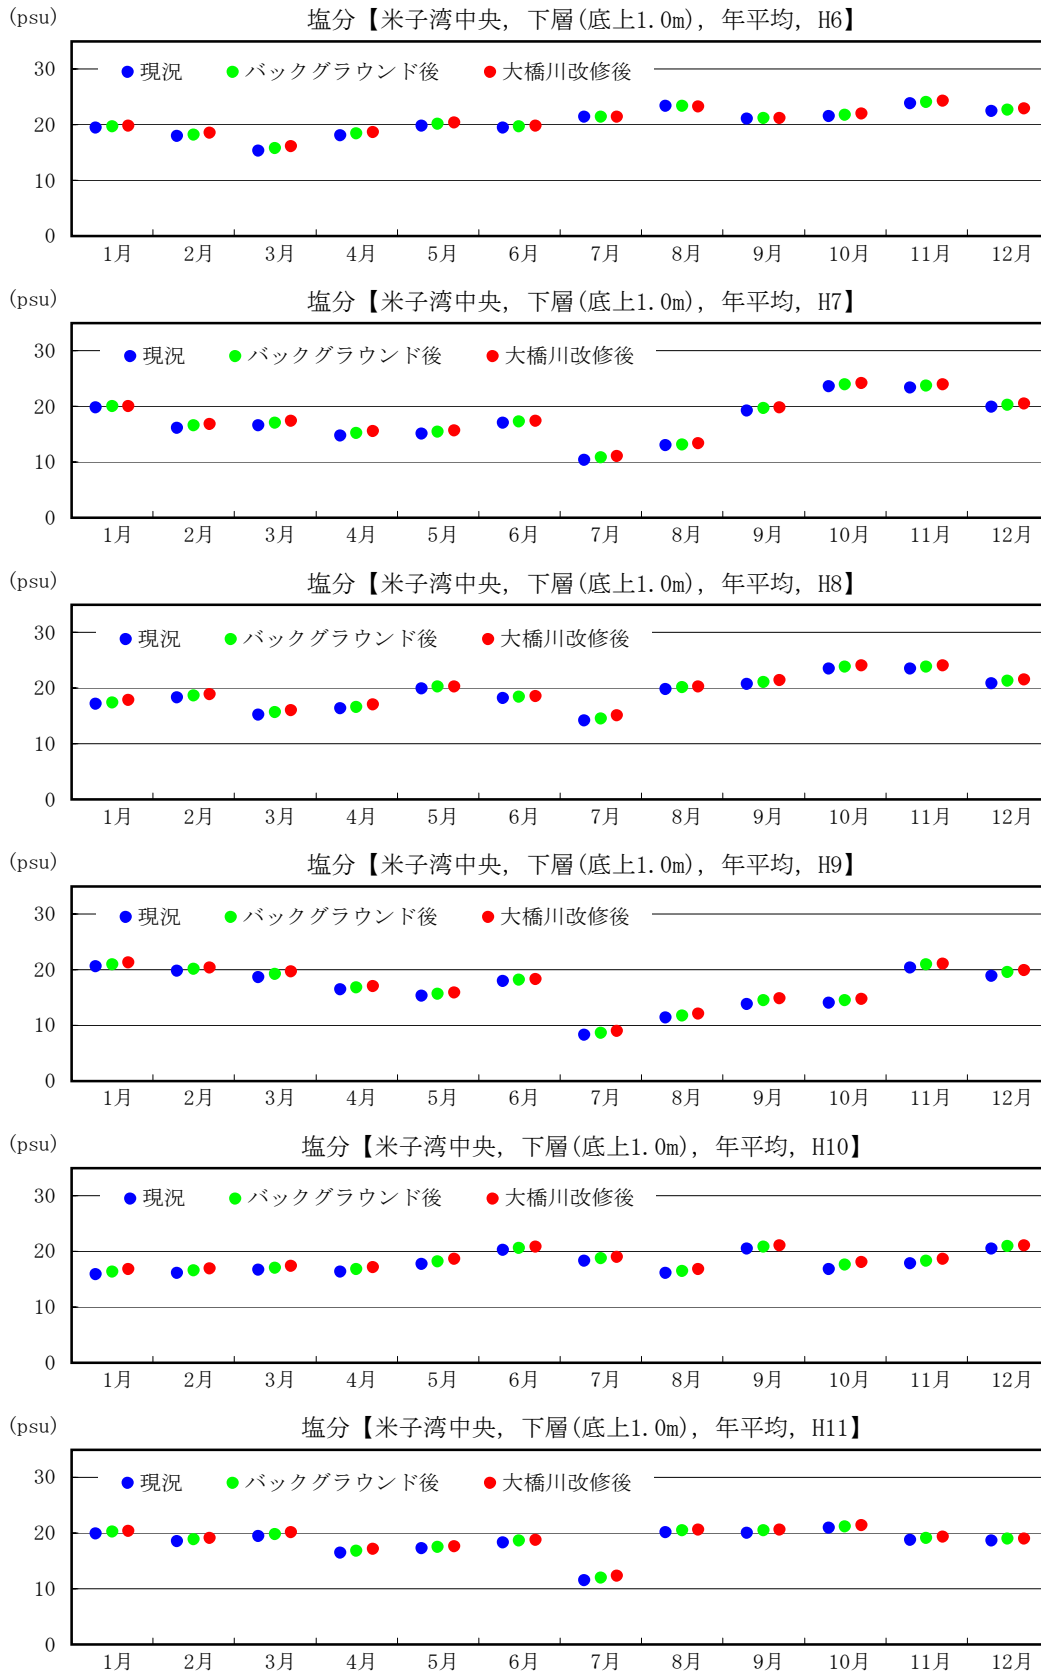 (psu) 塩分【米子湾中央, 下層(底上1.0m), 年平均, H6】
30 現況 バックグラウンド後 大橋川改修後
20
10
0
1月 2月 3月 4月 5月 6月 7月 8月 9月 10月 11月 12月
(psu) 塩分【米子湾中央, 下層(底上1.0m), 年平均, H7】
30 現況 バックグラウンド後 大橋川改修後
20
10
0
1月 2月 3月 4月 5月 6月 7月 8月 9月 10月 11月 12月
(psu) 塩分【米子湾中央, 下層(底上1.0m), 年平均, H8】
30 現況 バックグラウンド後 大橋川改修後
20
10
0
1月 2月 3月 4月 5月 6月 7月 8月 9月 10月 11月 12月
(psu) 塩分【米子湾中央, 下層(底上1.0m), 年平均, H9】
30 現況 バックグラウンド後 大橋川改修後
20
10
0
1月 2月 3月 4月 5月 6月 7月 8月 9月 10月 11月 12月
(psu) 塩分【米子湾中央, 下層(底上1.0m), 年平均, H10】
30 現況 バックグラウンド後 大橋川改修後
20
10
0
1月 2月 3月 4月 5月 6月 7月 8月 9月 10月 11月 12月
(psu) 塩分【米子湾中央, 下層(底上1.0m), 年平均, H11】
30 現況 バックグラウンド後 大橋川改修後
20
10
0
1月 2月 3月 4月 5月 6月 7月 8月 9月 10月 11月 12月